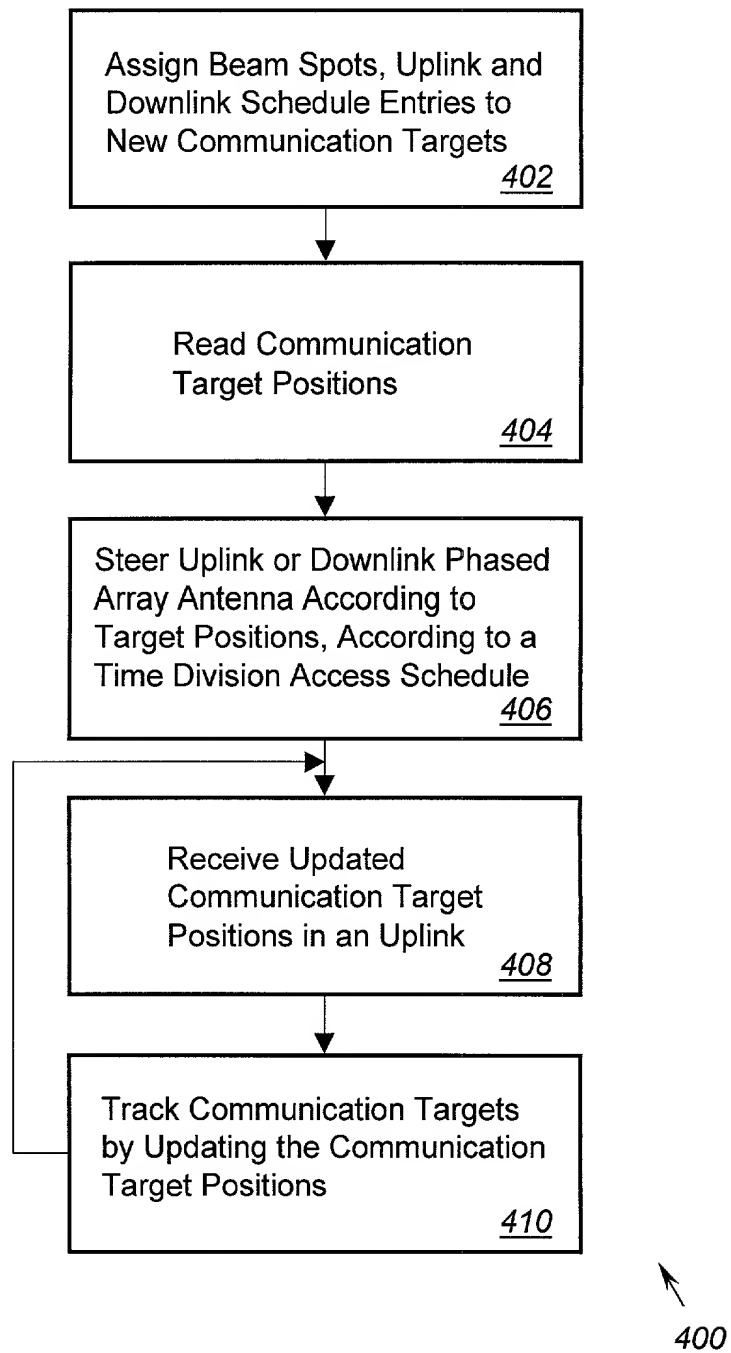 Assign Beam Spots, Uplink and
Downlink Schedule Entries to
New Communication Targets
402
Read Communication
Target Positions
404
Steer Uplink or Downlink Phased
Array Antenna According to
Target Positions, According to a
Time Division Access Schedule
406
Receive Updated
Communication Target
Positions in an Uplink
408
Track Communication Targets
by Updating the Communication
Target Positions
410
400